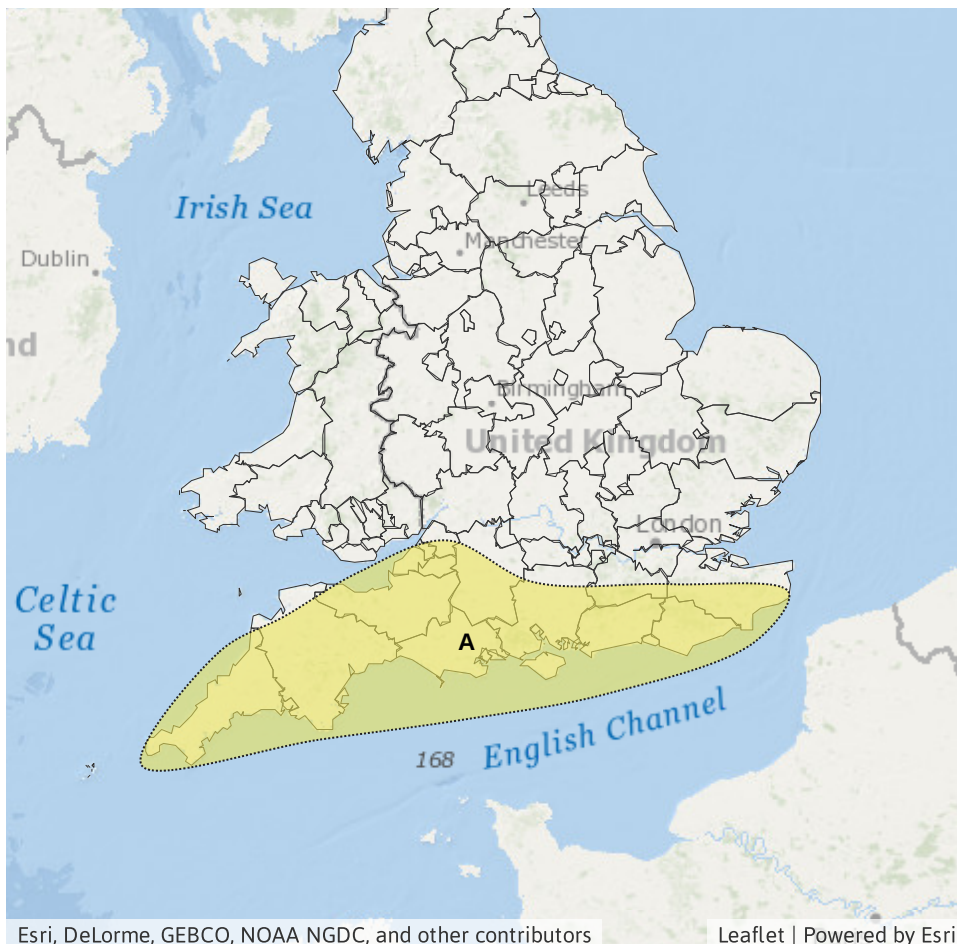 Leeds
Irish Sea
Manchester
Dublin
nd
Birmingham
United Kingdom
London
Celtic
Sea
A
English Channel
168
Esri, DeLorme, GEBCO, NOAA NGDC, and other contributors
Leaflet | Powered by Esri